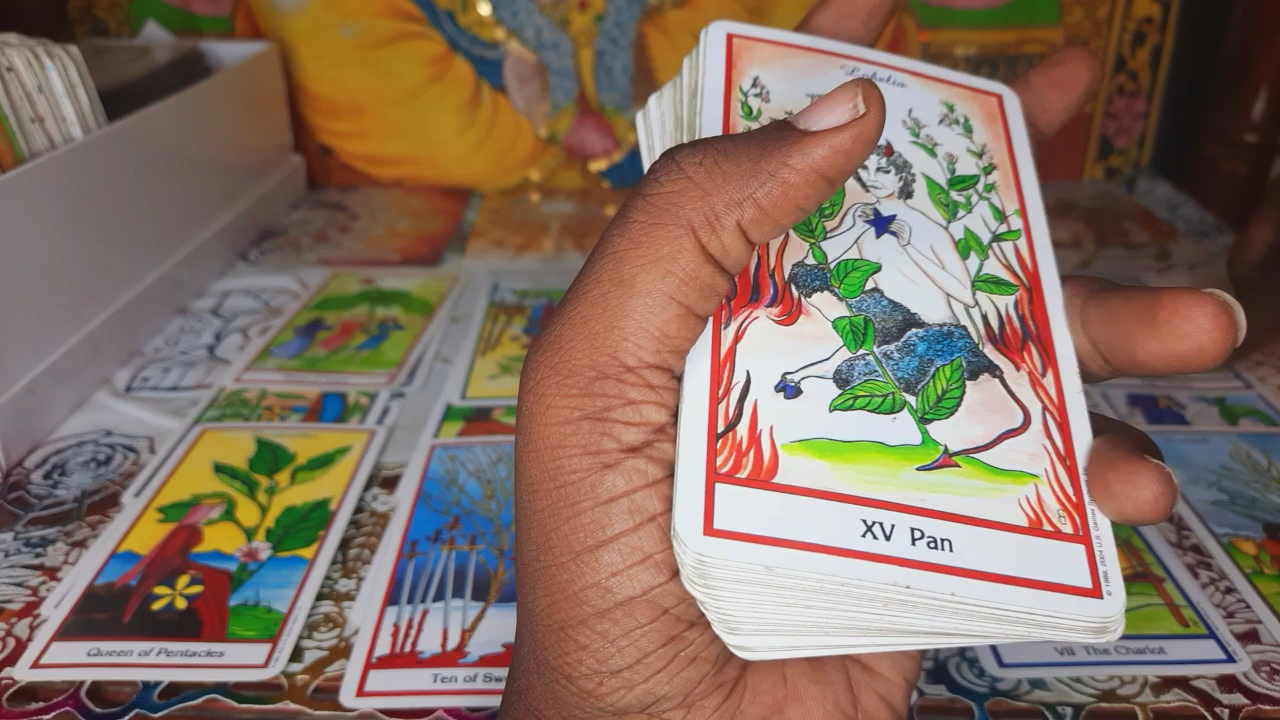 Lobelia
XV Pan
Queen of Pentacles
Ten of Sw
VII The Chariot